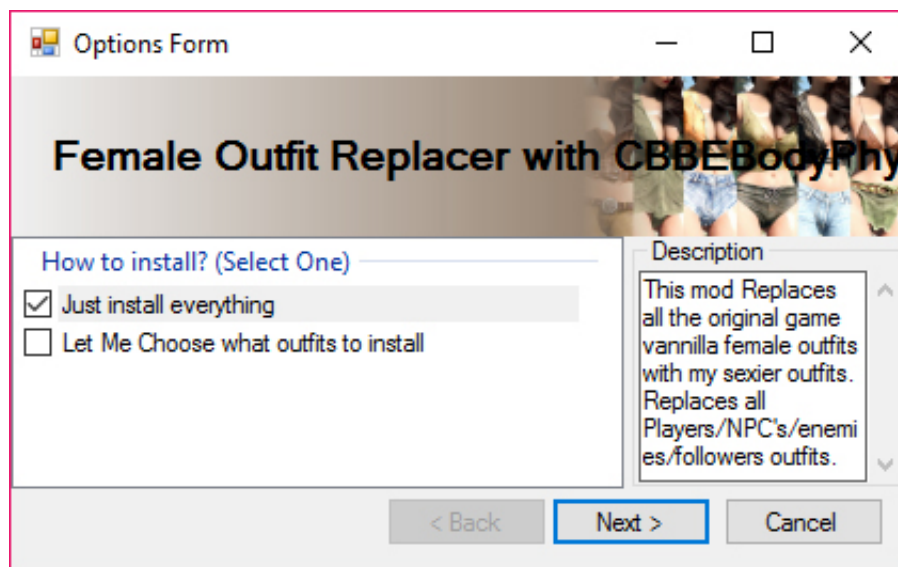 Options Form
Female Outfit Replacer with CBBEBodyPhy
How to install? (Select One)
Just install everything
Let Me Choose what outfits to install
Description
This mod Replaces
all the original game
vannilla female outfits
with my sexier outfits.
Replaces all
Players/NPC's/enemi
es/followers outfits.
< Back
Next >
Cancel